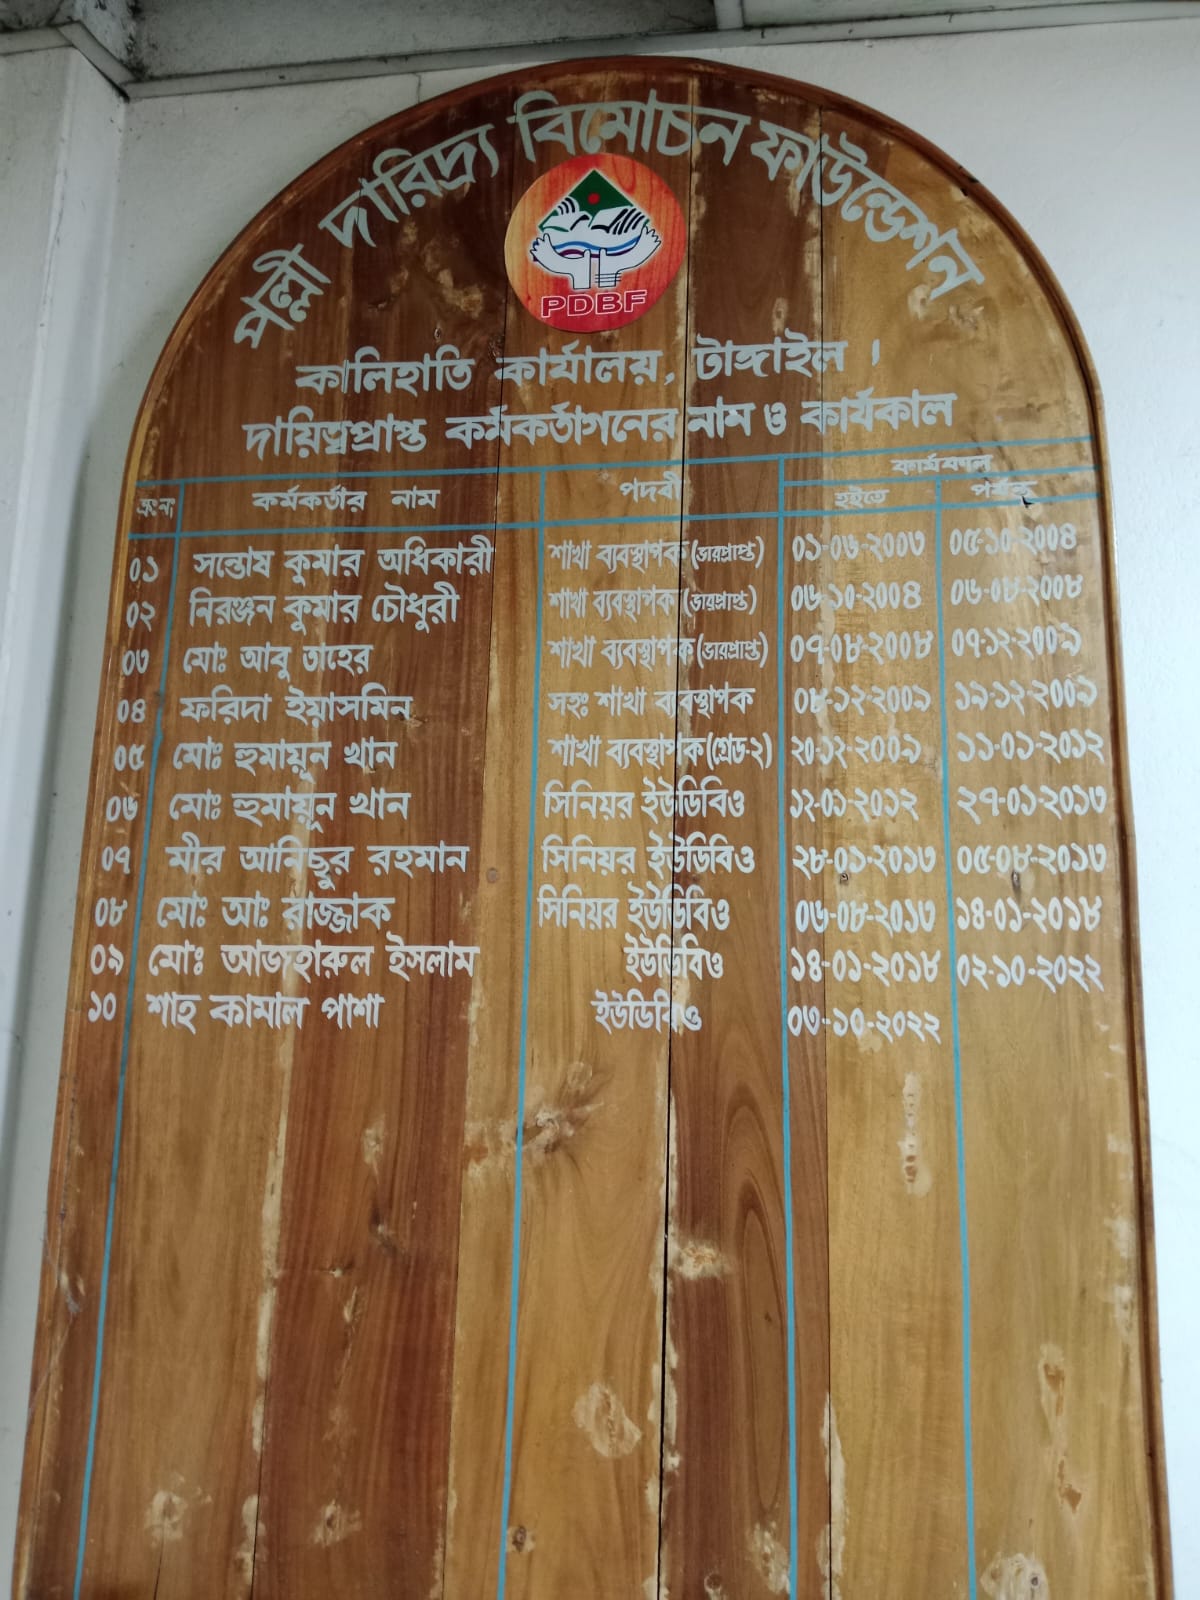 পল্লী দারিদ্র্য বিমোচন ফাউন্ডেশন
PDBF
কালিহাতি কার্যালয়, টাঙ্গাইল ।
দায়িত্বপ্রাপ্ত কর্মকর্তাগনের নাম ও কার্যকাল
ক্রঃনং কর্মকর্তার নাম পদবী কার্যকাল
হইতে পর্যন্ত
০১ সন্তোষ কুমার অধিকারী শাখা ব্যবস্থাপক (ভারপ্রাপ্ত) ০১-০৬-২০০৩ ০৫-১০-২০০৪
০২ নিরঞ্জন কুমার চৌধুরী শাখা ব্যবস্থাপক (ভারপ্রাপ্ত) ০৬-১০-২০০৪ ০৬-০৮-২০০৮
০৩ মোঃ আবু তাহের শাখা ব্যবস্থাপক (ভারপ্রাপ্ত) ০৭-০৮-২০০৮ ০৭-১২-২০০৯
০৪ ফরিদা ইয়াসমিন সহঃ শাখা ব্যবস্থাপক ০৮-১২-২০০৯ ১৯-১২-২০০৯
০৫ মোঃ হুমায়ূন খান শাখা ব্যবস্থাপক (গ্রেড-২) ২০-১২-২০০৯ ১১-০১-২০১২
০৬ মোঃ হুমায়ূন খান সিনিয়র ইউডিবিও ১২-০১-২০১২ ২৭-০১-২০১৩
০৭ মীর আনিছুর রহমান সিনিয়র ইউডিবিও ২৮-০১-২০১৩ ০৫-০৮-২০১৩
০৮ মোঃ আঃ রাজ্জাক সিনিয়র ইউডিবিও ০৬-০৮-২০১৩ ১৪-০১-২০১৮
০৯ মোঃ আজহারুল ইসলাম ইউডিবিও ১৪-০১-২০১৮ ০২-১০-২০২২
১০ শাহ কামাল পাশা ইউডিবিও ০৩-১০-২০২২